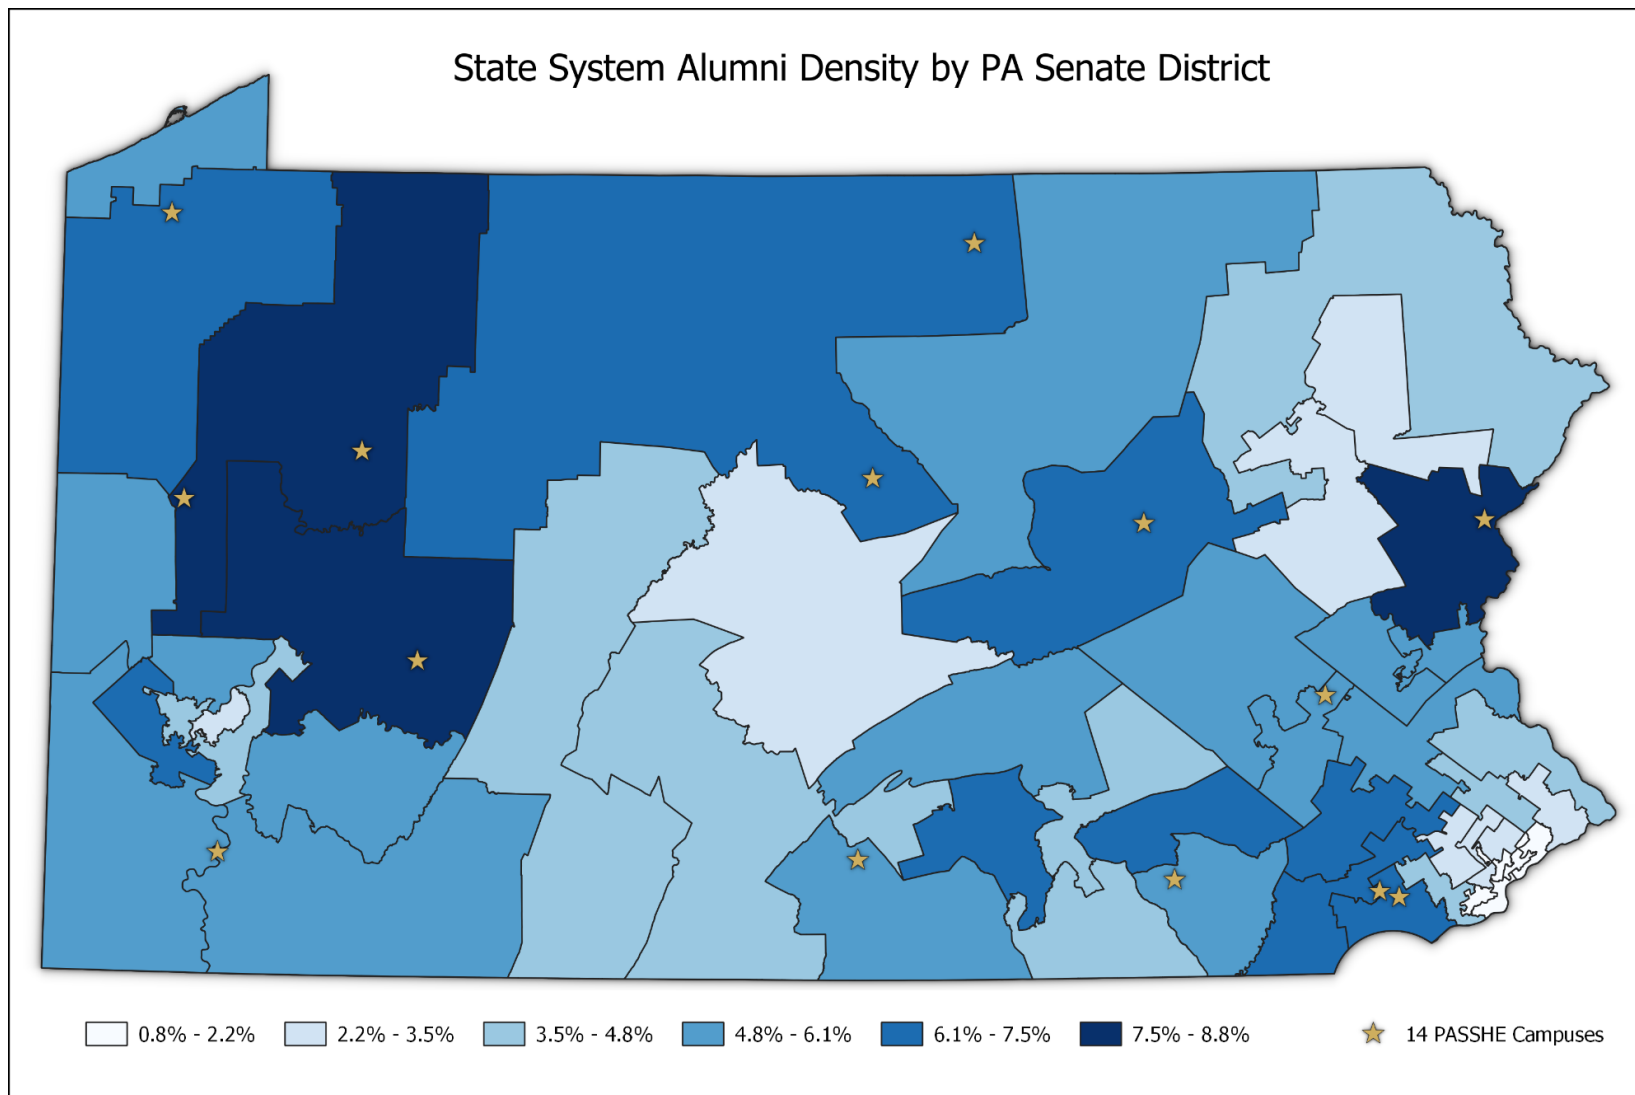 State System Alumni Density by PA Senate District
0.8% - 2.2% 2.2% - 3.5% 3.5% - 4.8% 4.8% - 6.1% 6.1% - 7.5% 7.5% - 8.8% 14 PASSHE Campuses